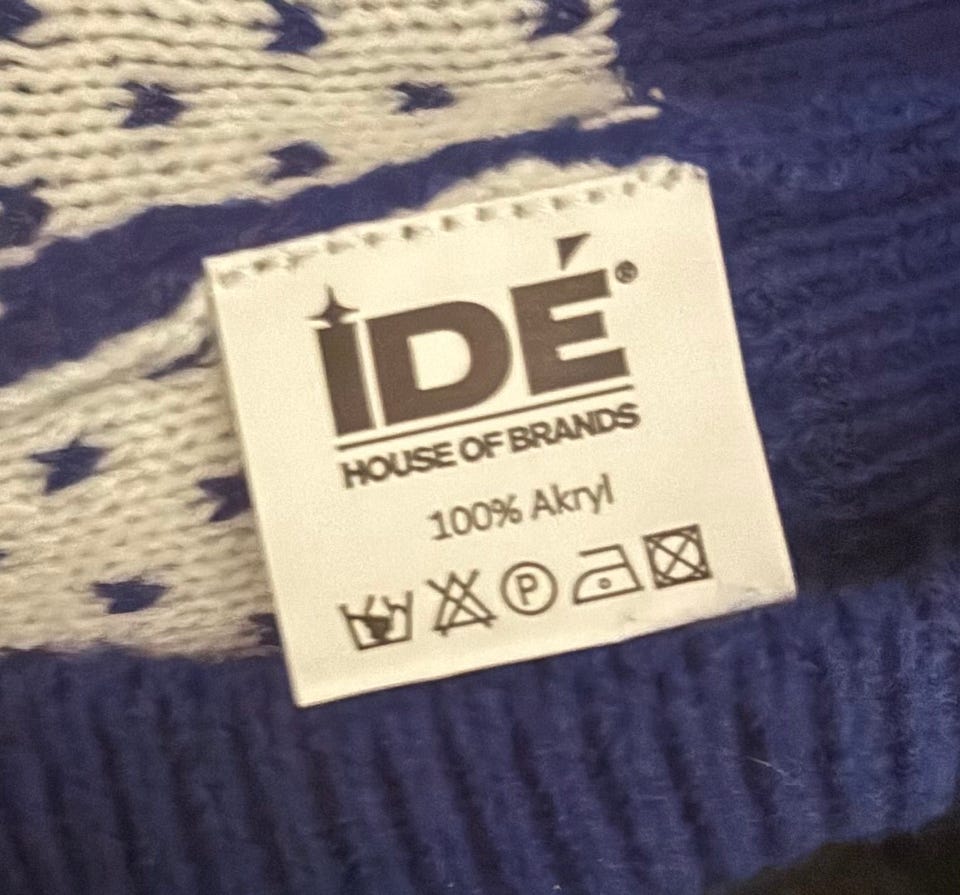 IDÉ®
HOUSE OF BRANDS
100% Akryl
P